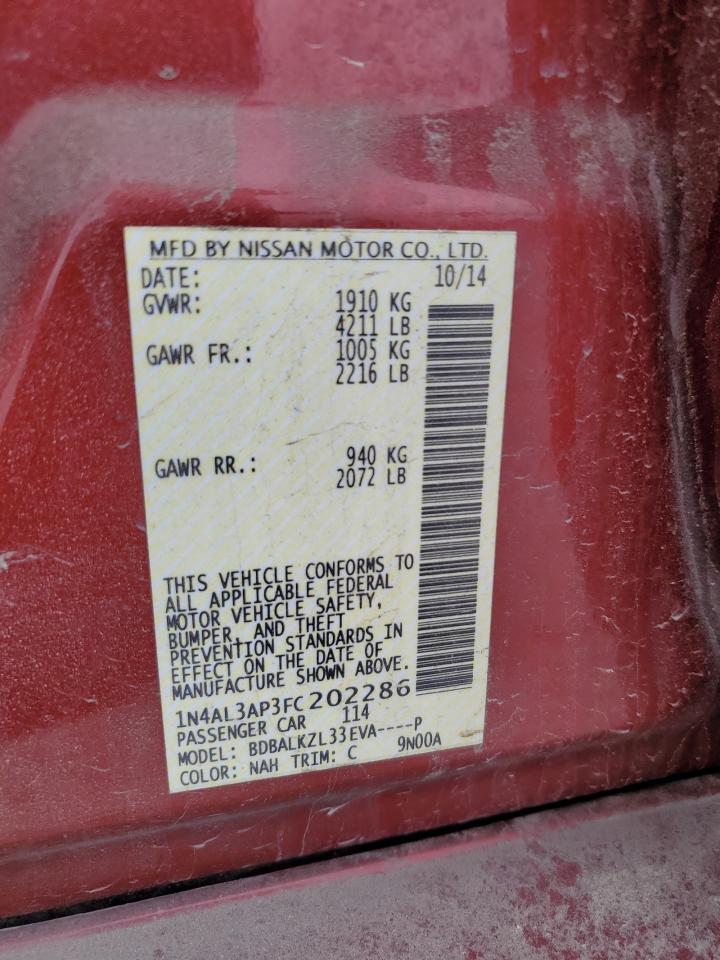 MFD BY NISSAN MOTOR CO., LTD.
DATE: 10/14
GVWR: 1910 KG
4211 LB
GAWR FR.: 1005 KG
2216 LB
GAWR RR.: 940 KG
2072 LB
THIS VEHICLE CONFORMS TO
ALL APPLICABLE FEDERAL
MOTOR VEHICLE SAFETY,
BUMPER, AND THEFT
PREVENTION STANDARDS IN
EFFECT ON THE DATE OF
MANUFACTURE SHOWN ABOVE.
1N4AL3AP3FC202286
PASSENGER CAR 114
MODEL: BDBALKZL33EVA----P
COLOR: NAH TRIM: C 9N00A